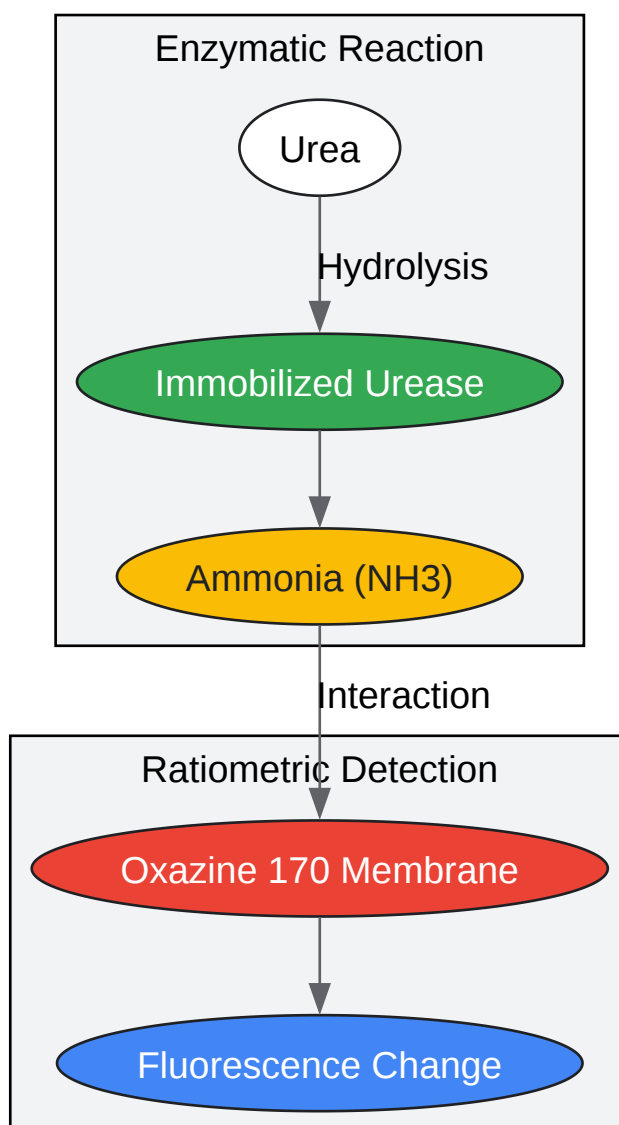 Enzymatic Reaction
Urea
Hydrolysis
Immobilized Urease
Ammonia (NH3)
Interaction
Ratiometric Detection
Oxazine 170 Membrane
Fluorescence Change